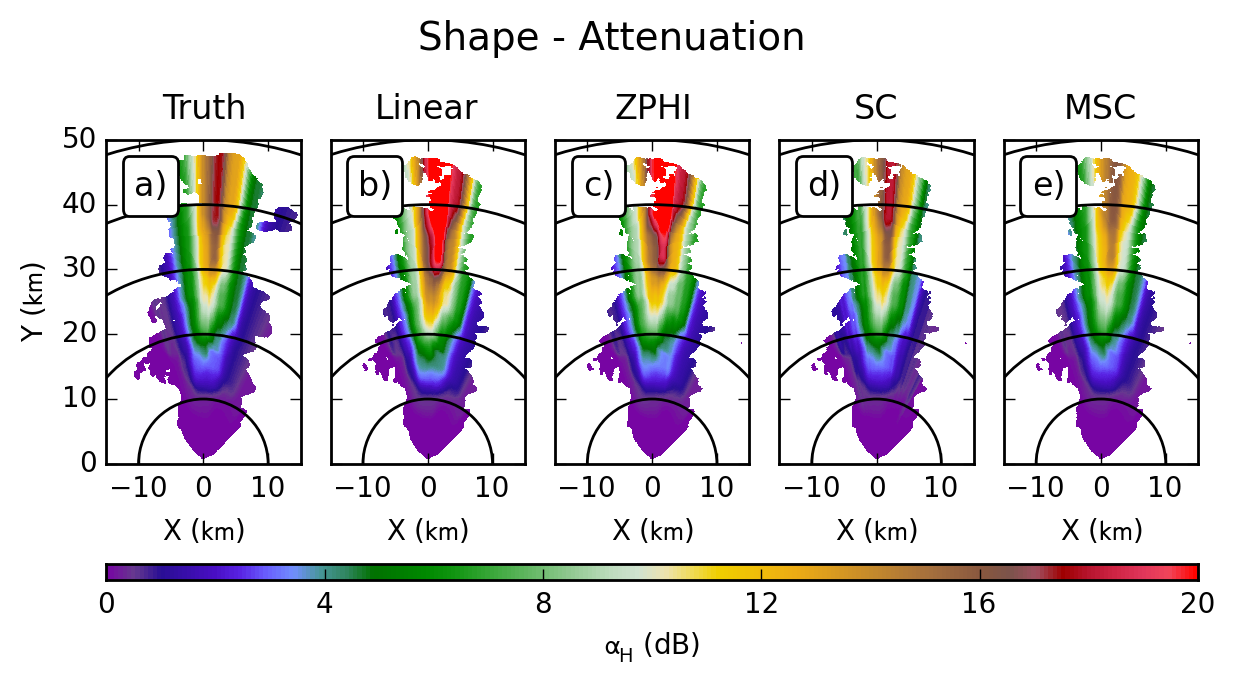 Shape - Attenuation
Truth Linear ZPHI SC MSC
a) b) c) d) e)
50
40
30
20
10
0
Y (km)
−10 0 10 −10 0 10 −10 0 10 −10 0 10 −10 0 10
X (km) X (km) X (km) X (km) X (km)
0 4 8 12 16 20
αH (dB)